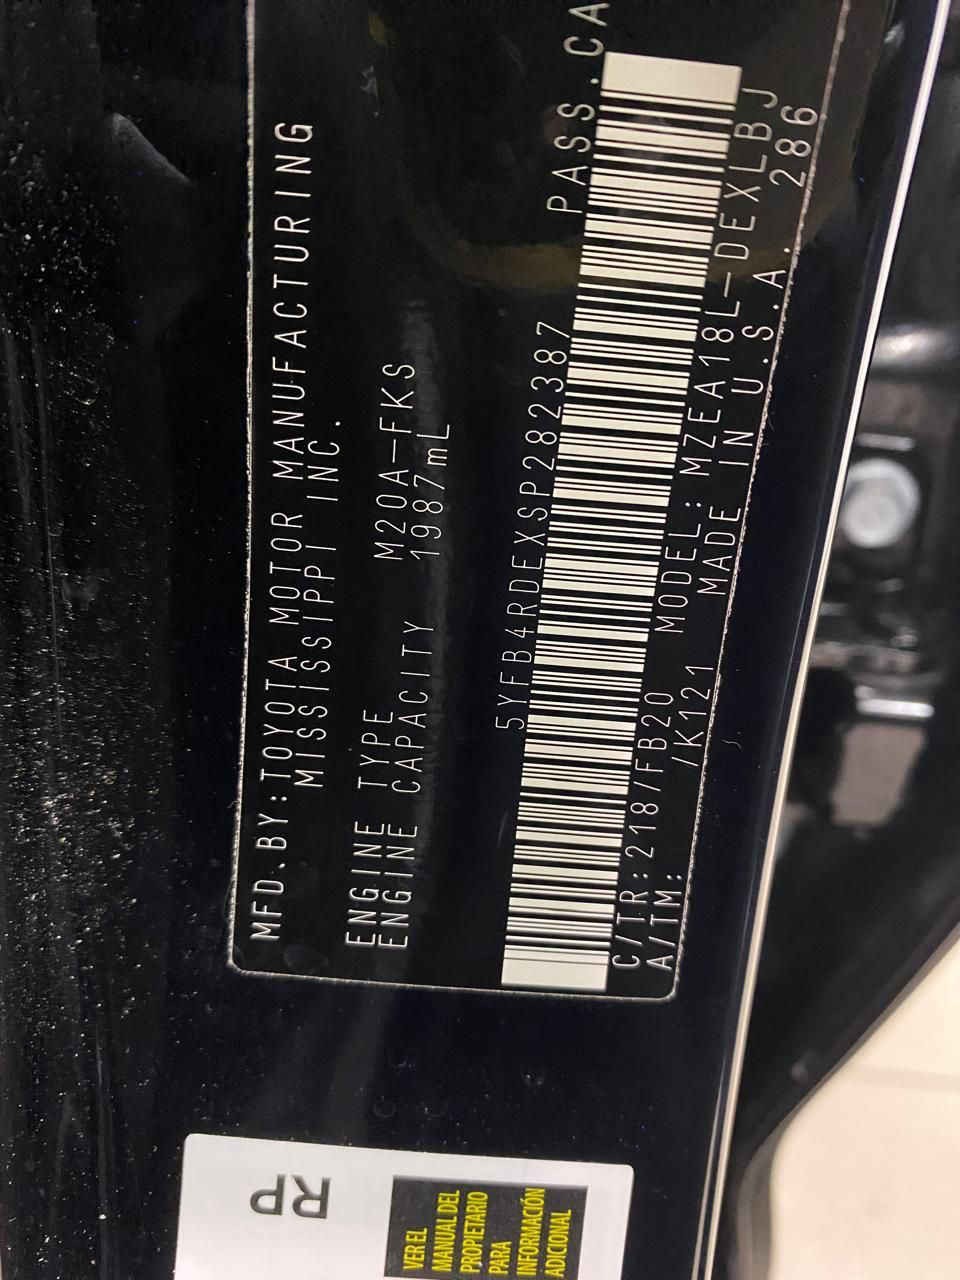 MFD.BY:TOYOTA MOTOR MANUFACTURING
MISSISSIPPI INC.
ENGINE TYPE M20A-FKS
ENGINE CAPACITY 1987mL
5YFB4RDEXSP282387 PASS.CA
C/TR:218/FB20 MODEL:MZEA18L-DEXLBJ
A/TM: /K121 MADE IN U.S.A. 286
RP
VER EL
MANUAL DEL
PROPIETARIO
PARA
INFORMACIÓN
ADICIONAL